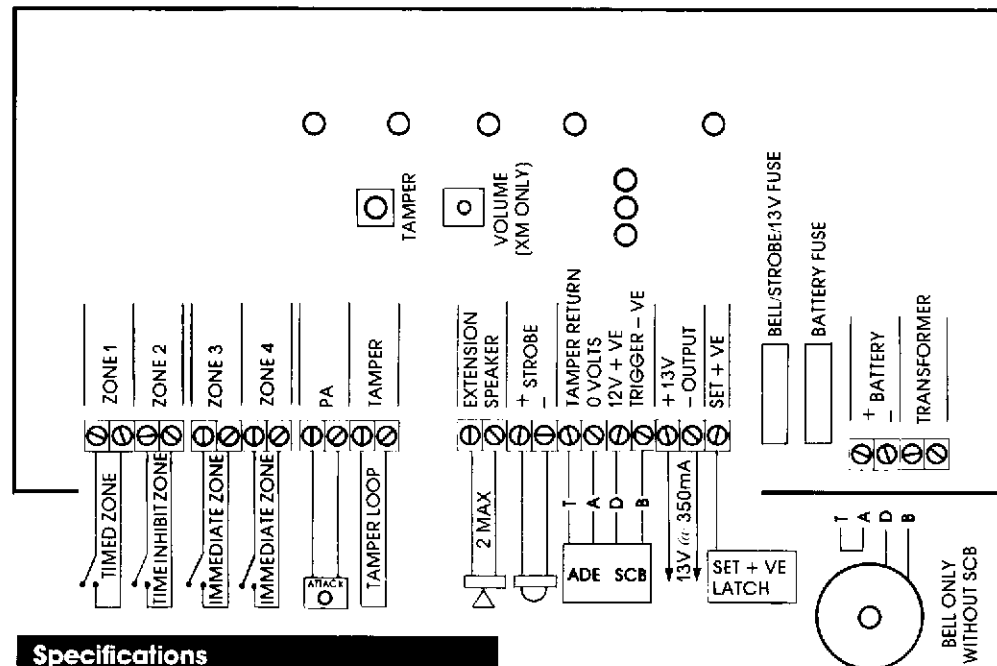 TAMPER
VOLUME
(XM ONLY)
BELL/STROBE/13V FUSE
BATTERY FUSE
ZONE 1
ZONE 2
ZONE 3
ZONE 4
PA
TAMPER
EXTENSION
SPEAKER
+ STROBE
-
TAMPER RETURN
0 VOLTS
12V + VE
TRIGGER - VE
+ 13V
- OUTPUT
SET + VE
+ BATTERY
-
TRANSFORMER
TIMED ZONE
TIME INHIBIT ZONE
IMMEDIATE ZONE
IMMEDIATE ZONE
ATTACK
TAMPER LOOP
2 MAX
T
A
D
B
ADE SCB
13V @ 350mA
SET + VE
LATCH
T
A
D
B
BELL ONLY
WITHOUT SCB
Specifications